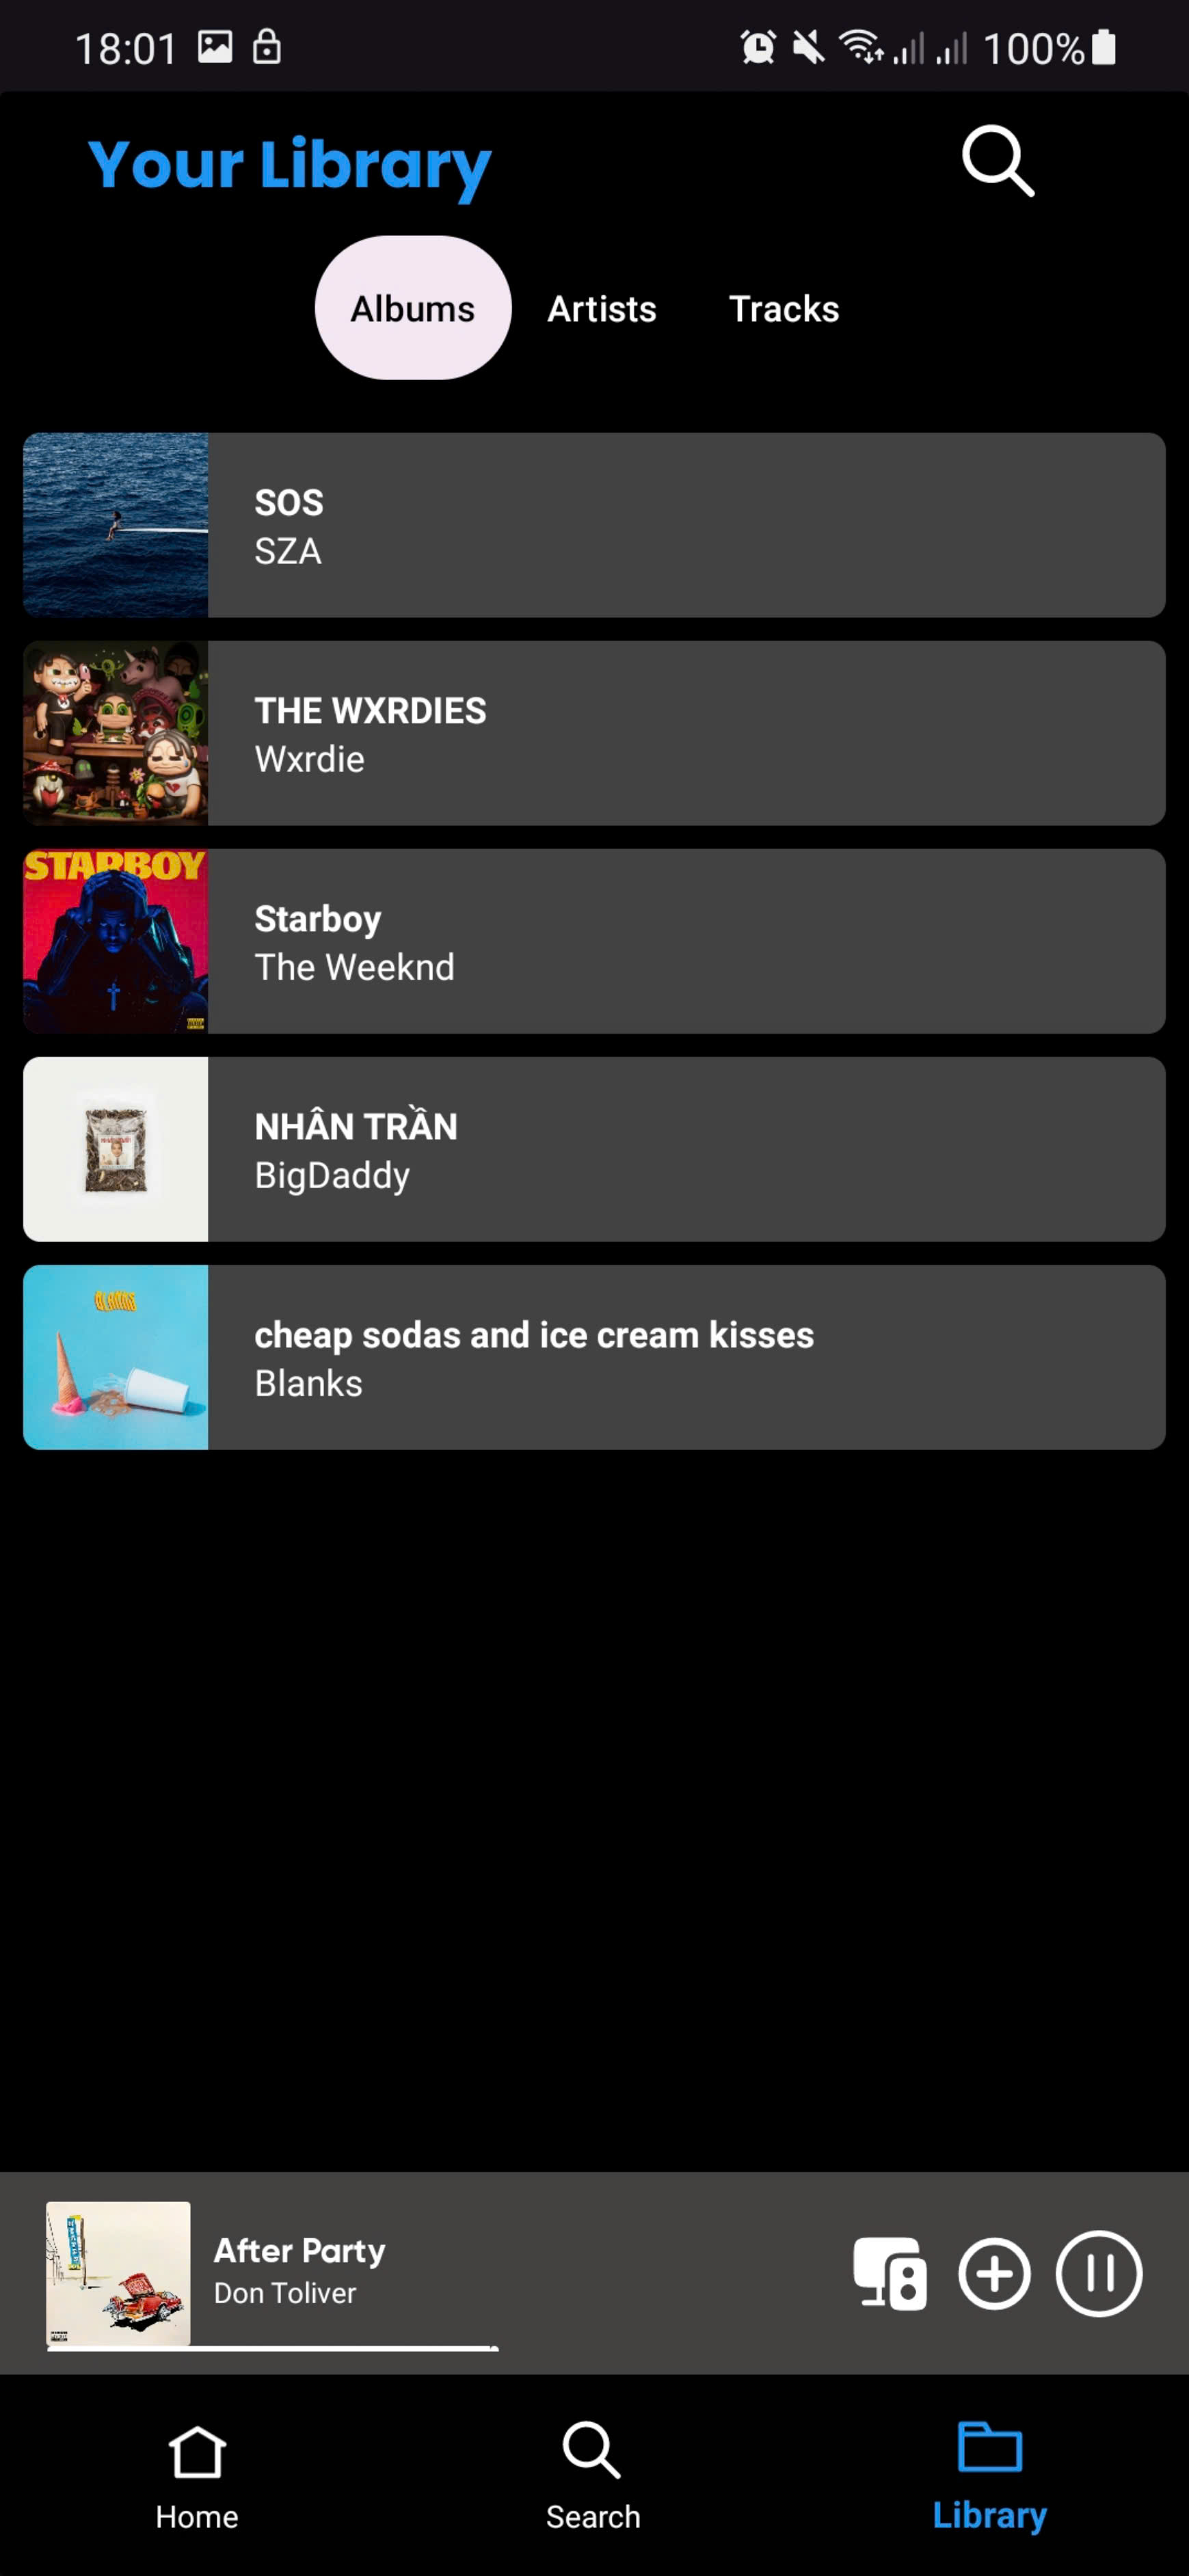 18:01 100%
Your Library
Albums Artists Tracks
SOS
SZA
THE WXRDIES
Wxrdie
STARBOY
Starboy
The Weeknd
NHÂN TRẦN
BigDaddy
BLANKS
cheap sodas and ice cream kisses
Blanks
After Party
Don Toliver
Home Search Library